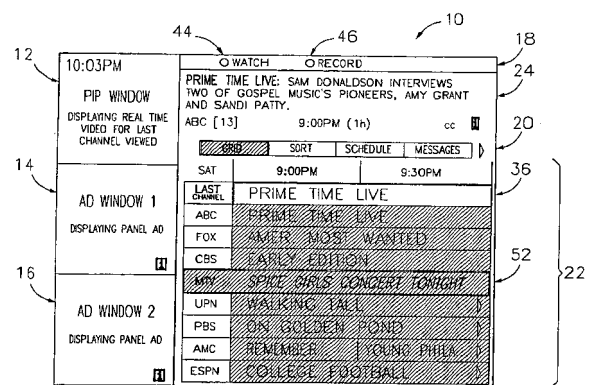 44
46
10
12
10:03PM
O WATCH O RECORD
18
PIP WINDOW
DISPLAYING REAL TIME
VIDEO FOR LAST
CHANNEL VIEWED
PRIME TIME LIVE: SAM DONALDSON INTERVIEWS
TWO OF GOSPEL MUSIC'S PIONEERS, AMY GRANT
AND SANDI PATTY.
24
ABC [13] 9:00PM (1h) cc i
20
GRID SORT SCHEDULE MESSAGES
14
AD WINDOW 1
DISPLAYING PANEL AD
i
SAT 9:00PM 9:30PM
36
LAST CHANNEL PRIME TIME LIVE
ABC PRIME TIME LIVE
FOX AMER. MOST WANTED
CBS EARLY EDITION
16
MTV SPICE GIRLS CONCERT TONIGHT
52
22
AD WINDOW 2
DISPLAYING PANEL AD
i
UPN WALKING TALL
PBS ON GOLDEN POND
AMC REMEMBER YOUNG PHILA.
ESPN COLLEGE FOOTBALL